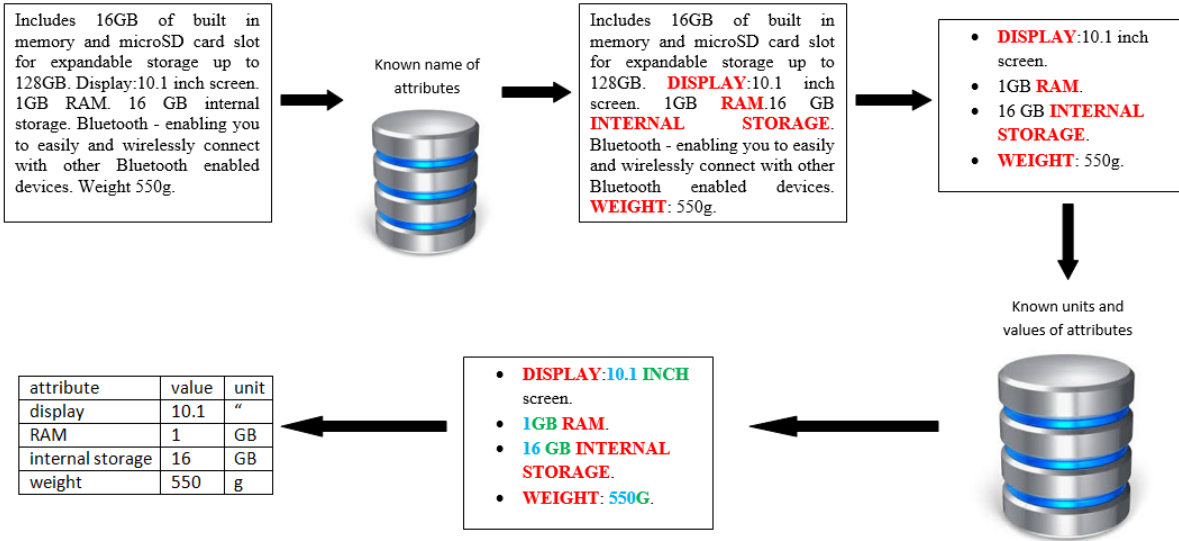 Includes 16GB of built in
memory and microSD card slot
for expandable storage up to
128GB. Display:10.1 inch screen.
1GB RAM. 16 GB internal
storage. Bluetooth - enabling you
to easily and wirelessly connect
with other Bluetooth enabled
devices. Weight 550g.
Known name of
attributes
Includes 16GB of built in
memory and microSD card slot
for expandable storage up to
128GB. DISPLAY:10.1 inch
screen. 1GB RAM.16 GB
INTERNAL STORAGE.
Bluetooth - enabling you to easily
and wirelessly connect with other
Bluetooth enabled devices.
WEIGHT: 550g.
• DISPLAY:10.1 inch
screen.
• 1GB RAM.
• 16 GB INTERNAL
STORAGE.
• WEIGHT: 550g.
Known units and
values of attributes
• DISPLAY:10.1 INCH
screen.
• 1GB RAM.
• 16 GB INTERNAL
STORAGE.
• WEIGHT: 550G.
attribute value unit
display 10.1 “
RAM 1 GB
internal storage 16 GB
weight 550 g